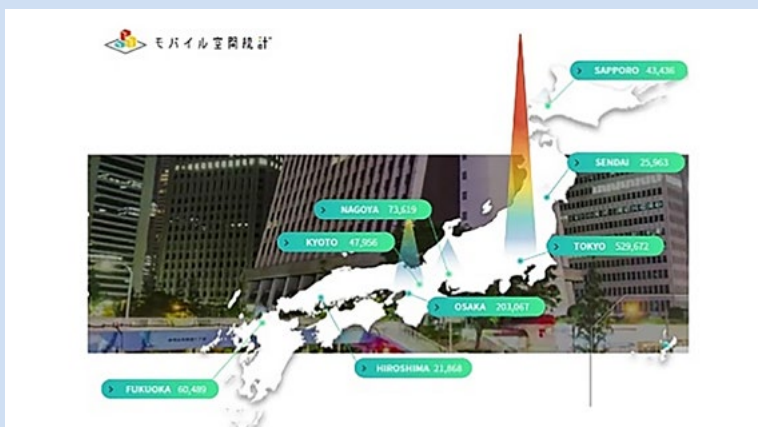 モバイル空間統計
SAPPORO 43,436
SENDAI 25,963
NAGOYA 73,619
KYOTO 47,956
TOKYO 529,672
OSAKA 203,067
HIROSHIMA 21,868
FUKUOKA 60,489